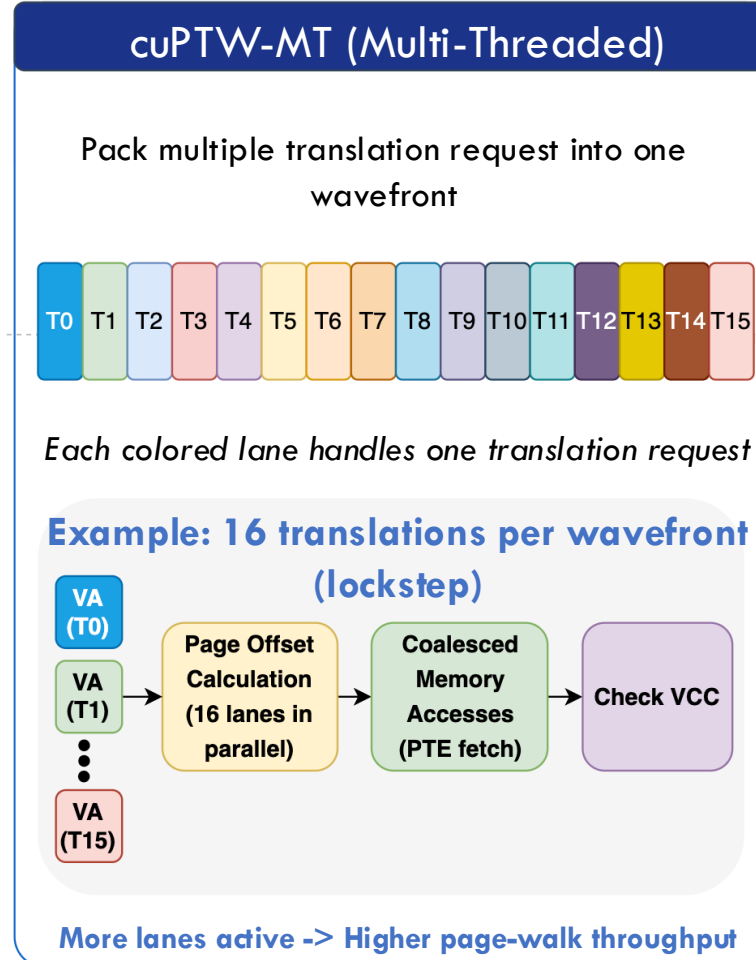 cuPTW-MT (Multi-Threaded)
Pack multiple translation request into one
wavefront
T0 T1 T2 T3 T4 T5 T6 T7 T8 T9 T10 T11 T12 T13 T14 T15
Each colored lane handles one translation request
Example: 16 translations per wavefront
(lockstep)
VA
(T0)
VA
(T1)
VA
(T15)
Page Offset
Calculation
(16 lanes in
parallel)
Coalesced
Memory
Accesses
(PTE fetch)
Check VCC
More lanes active -> Higher page-walk throughput